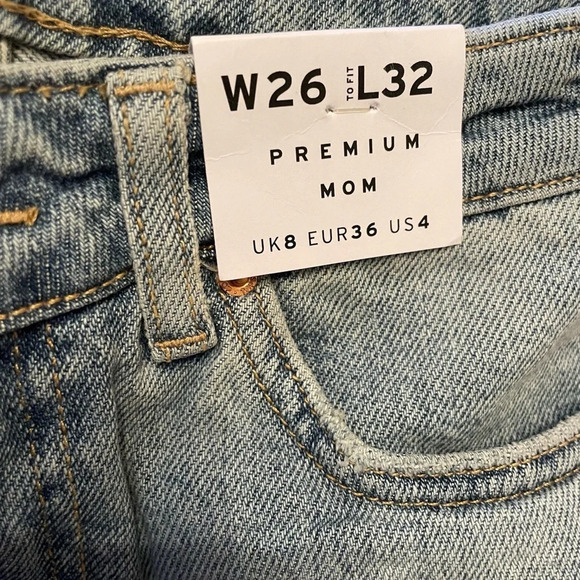 W26 TO FIT L32
PREMIUM
MOM
UK8 EUR36 US4